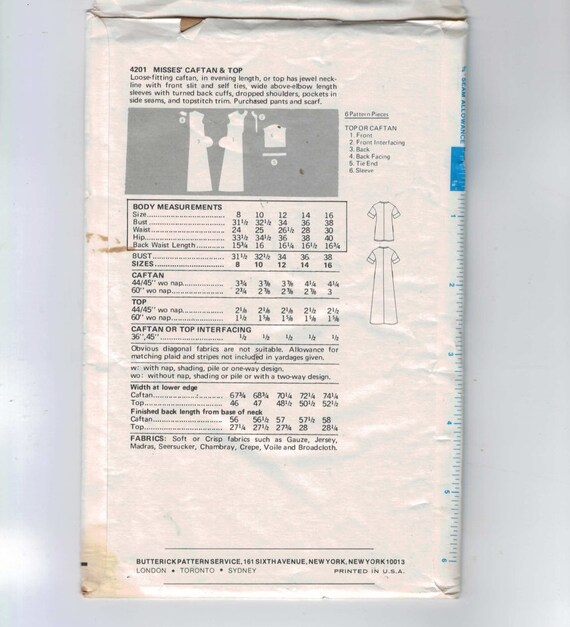 4201 MISSES' CAFTAN & TOP
Loose-fitting caftan, in evening length, or top has jewel neck-
line with front slit and self ties, wide above-elbow length
sleeves with turned back cuffs, dropped shoulders, pockets in
side seams, and topstitch trim. Purchased pants and scarf.
6 Pattern Pieces
TOP OR CAFTAN
1. Front
2. Front Interfacing
3. Back
4. Back Facing
5. Tie End
6. Sleeve
BODY MEASUREMENTS
Size 8 10 12 14 16
Bust 31½ 32½ 34 36 38
Waist 24 25 26½ 28 30
Hip 33½ 34½ 36 38 40
Back Waist Length 15¾ 16 16¼ 16½ 16¾
BUST 31½ 32½ 34 36 38
SIZES 8 10 12 14 16
CAFTAN
44/45" wo nap 3¾ 3⅞ 3⅞ 4¼ 4¼
60" wo nap 2¾ 2⅞ 2⅞ 2⅞ 3
TOP
44/45" wo nap 2⅛ 2⅛ 2⅛ 2½ 2½
60" wo nap 1½ 1⅝ 1⅝ 1⅝ 1⅝
CAFTAN OR TOP INTERFACING
36",45" ½ ½ ½ ½ ½
Obvious diagonal fabrics are not suitable. Allowance for
matching plaid and stripes not included in yardages given.
w: with nap, shading, pile or one-way design.
wo: without nap, shading or pile or with a two-way design.
Width at lower edge
Caftan 67¾ 68¾ 70¼ 72¼ 74¼
Top 46 47 48½ 50½ 52½
Finished back length from base of neck
Caftan 56 56½ 57 57½ 58
Top 27¼ 27½ 27¾ 28 28¼
FABRICS: Soft or Crisp fabrics such as Gauze, Jersey,
Madras, Seersucker, Chambray, Crepe, Voile and Broadcloth.
BUTTERICK PATTERN SERVICE, 161 SIXTH AVENUE, NEW YORK, NEW YORK 10013
LONDON • TORONTO • SYDNEY PRINTED IN U.S.A.
⅝" SEAM ALLOWANCE
1
2
3
4
5
6